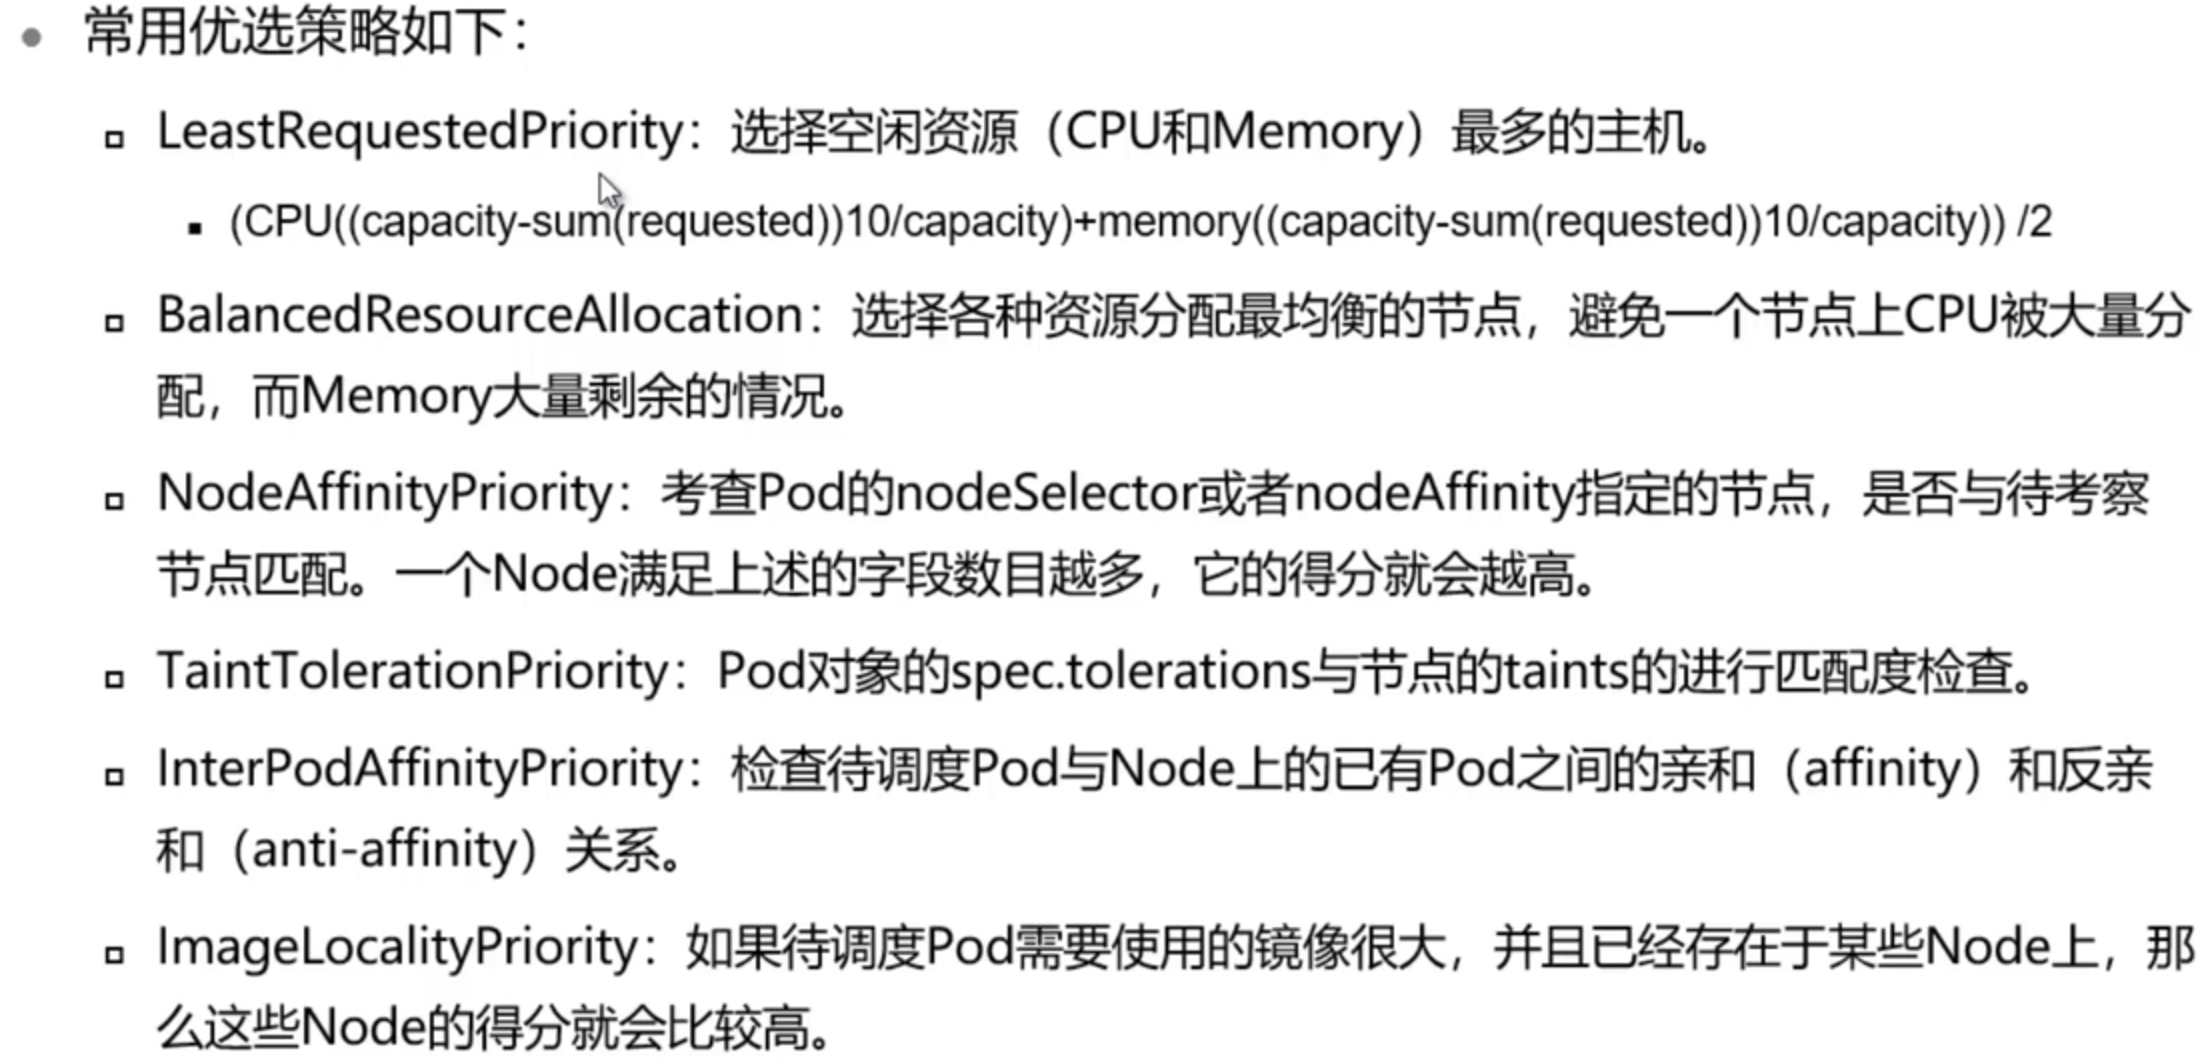 常用优选策略如下：
LeastRequestedPriority：选择空闲资源（CPU和Memory）最多的主机。
(CPU((capacity-sum(requested))10/capacity)+memory((capacity-sum(requested))10/capacity)) /2
BalancedResourceAllocation：选择各种资源分配最均衡的节点，避免一个节点上CPU被大量分
配，而Memory大量剩余的情况。
NodeAffinityPriority：考查Pod的nodeSelector或者nodeAffinity指定的节点，是否与待考察
节点匹配。一个Node满足上述的字段数目越多，它的得分就会越高。
TaintTolerationPriority：Pod对象的spec.tolerations与节点的taints的进行匹配度检查。
InterPodAffinityPriority：检查待调度Pod与Node上的已有Pod之间的亲和（affinity）和反亲
和（anti-affinity）关系。
ImageLocalityPriority：如果待调度Pod需要使用的镜像很大，并且已经存在于某些Node上，那
么这些Node的得分就会比较高。